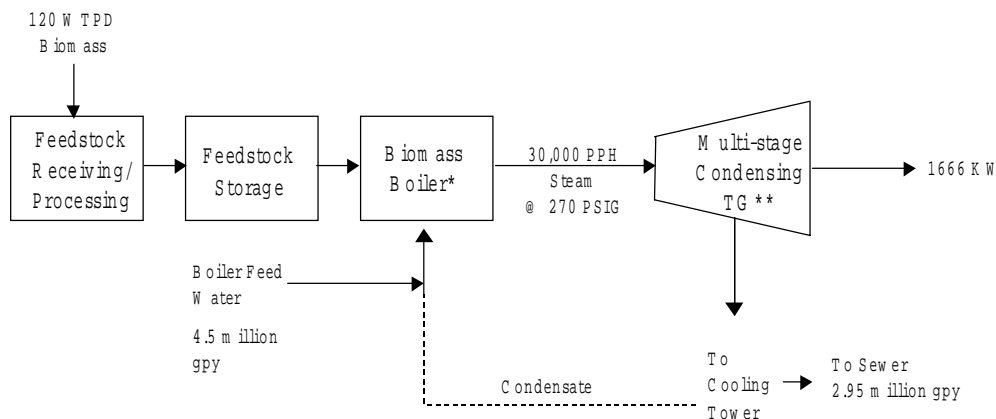 120 WTPD
Biomass
Feedstock
Receiving/
Processing
Feedstock
Storage
Biomass
Boiler*
30,000 PPH
Steam
@ 270 PSIG
Multi-stage
Condensing
TG **
1666 KW
Boiler Feed
Water
4.5 million
gpy
Condensate
To
Cooling
Tower
To Sewer
2.95 million gpy